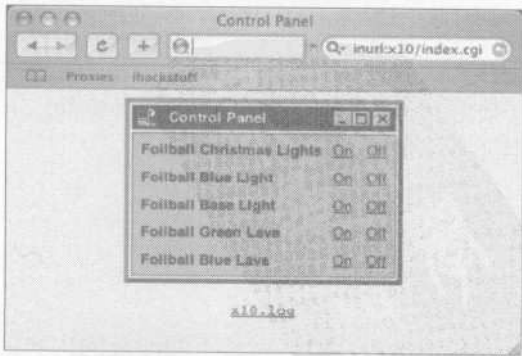 Control Panel
inurl:x10/index.cgi
Proxies ihackstuff
Control Panel
Foilball Christmas Lights On Off
Foilball Blue Light On Off
Foilball Base Light On Off
Foilball Green Lava On Off
Foilball Blue Lava On Off
x10.log